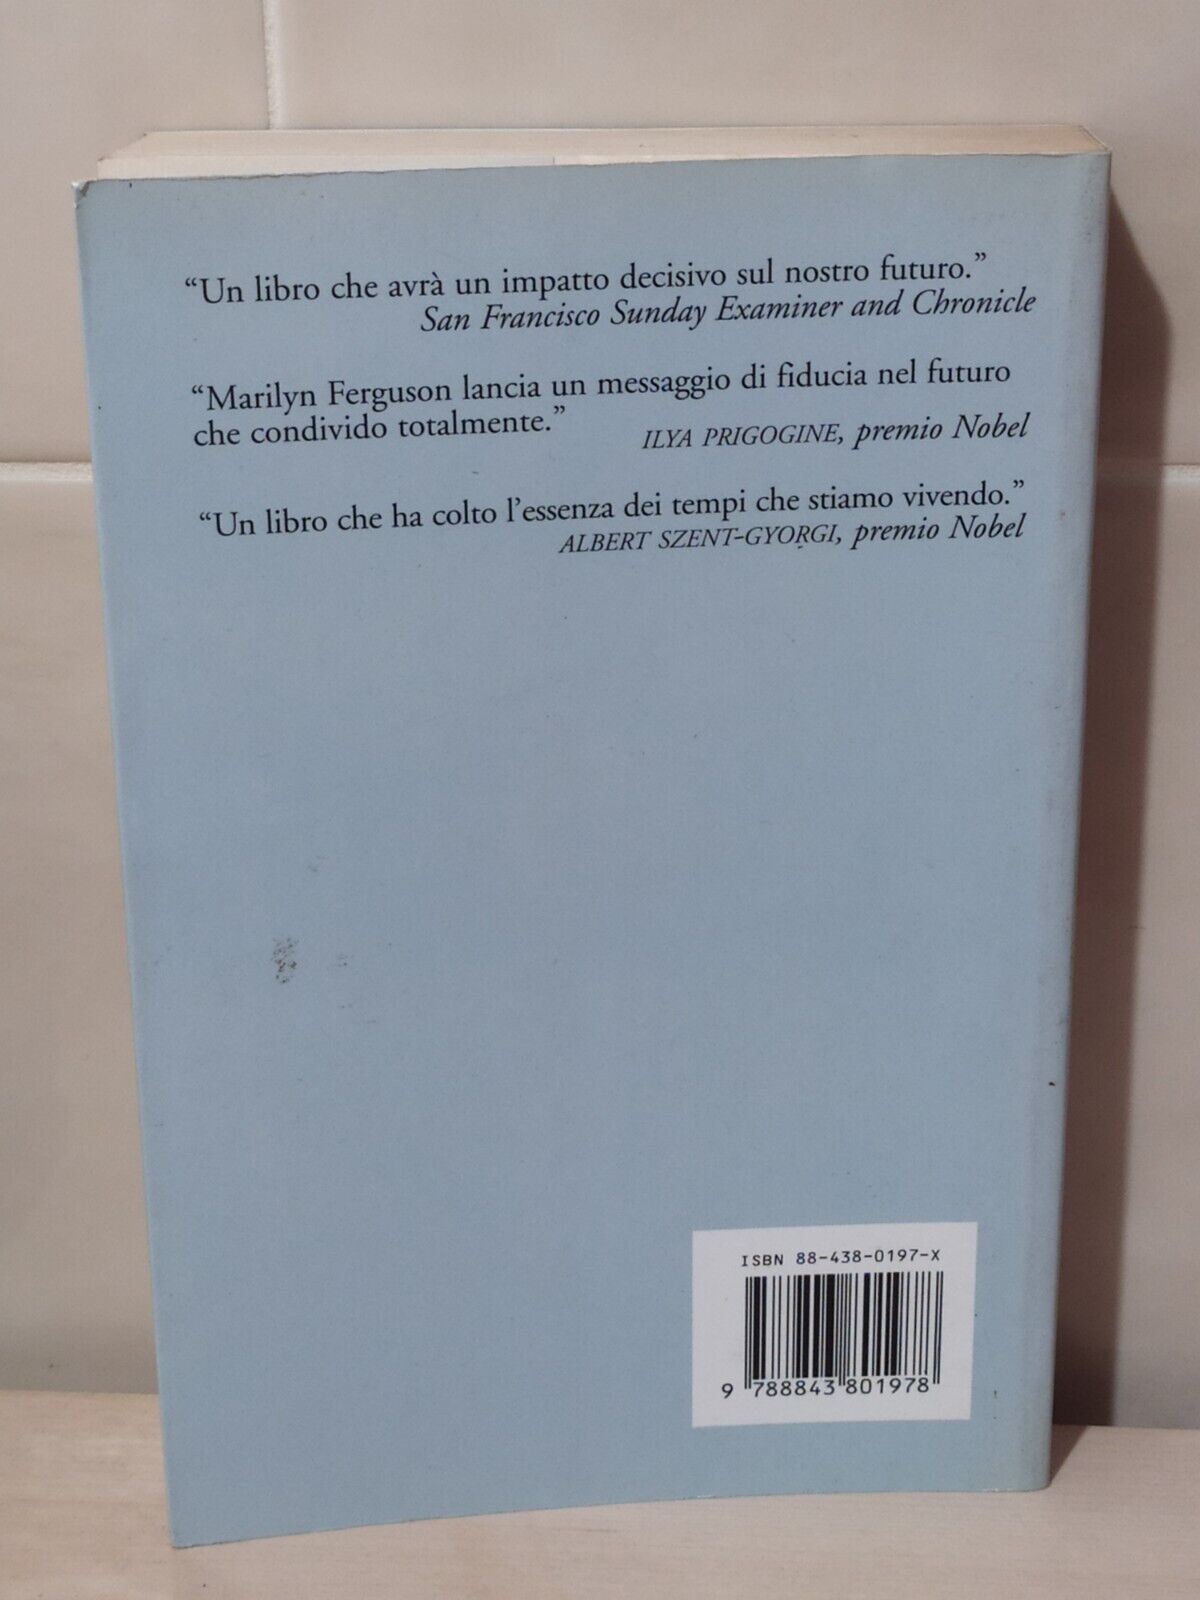 “Un libro che avrà un impatto decisivo sul nostro futuro.”
San Francisco Sunday Examiner and Chronicle
“Marilyn Ferguson lancia un messaggio di fiducia nel futuro
che condivido totalmente.”
ILYA PRIGOGINE, premio Nobel
“Un libro che ha colto l’essenza dei tempi che stiamo vivendo.”
ALBERT SZENT-GYORGI, premio Nobel
ISBN 88-438-0197-X
9 788843 801978